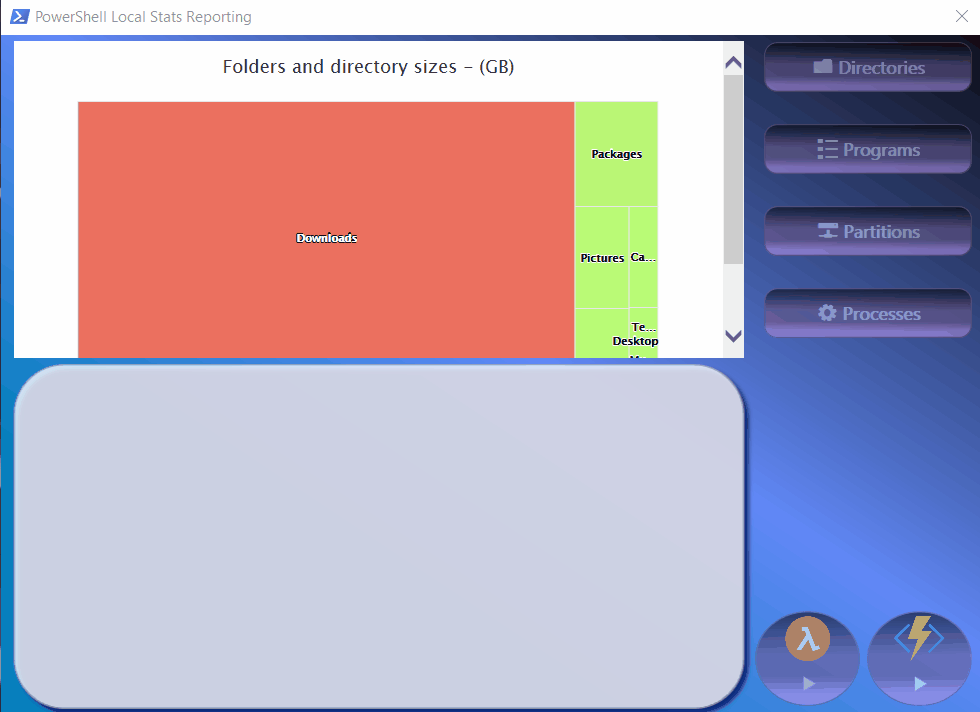 PowerShell Local Stats Reporting
Folders and directory sizes - (GB)
Directories
Packages
Programs
Downloads
Partitions
Pictures
Ca...
Processes
Te...
Desktop
λ